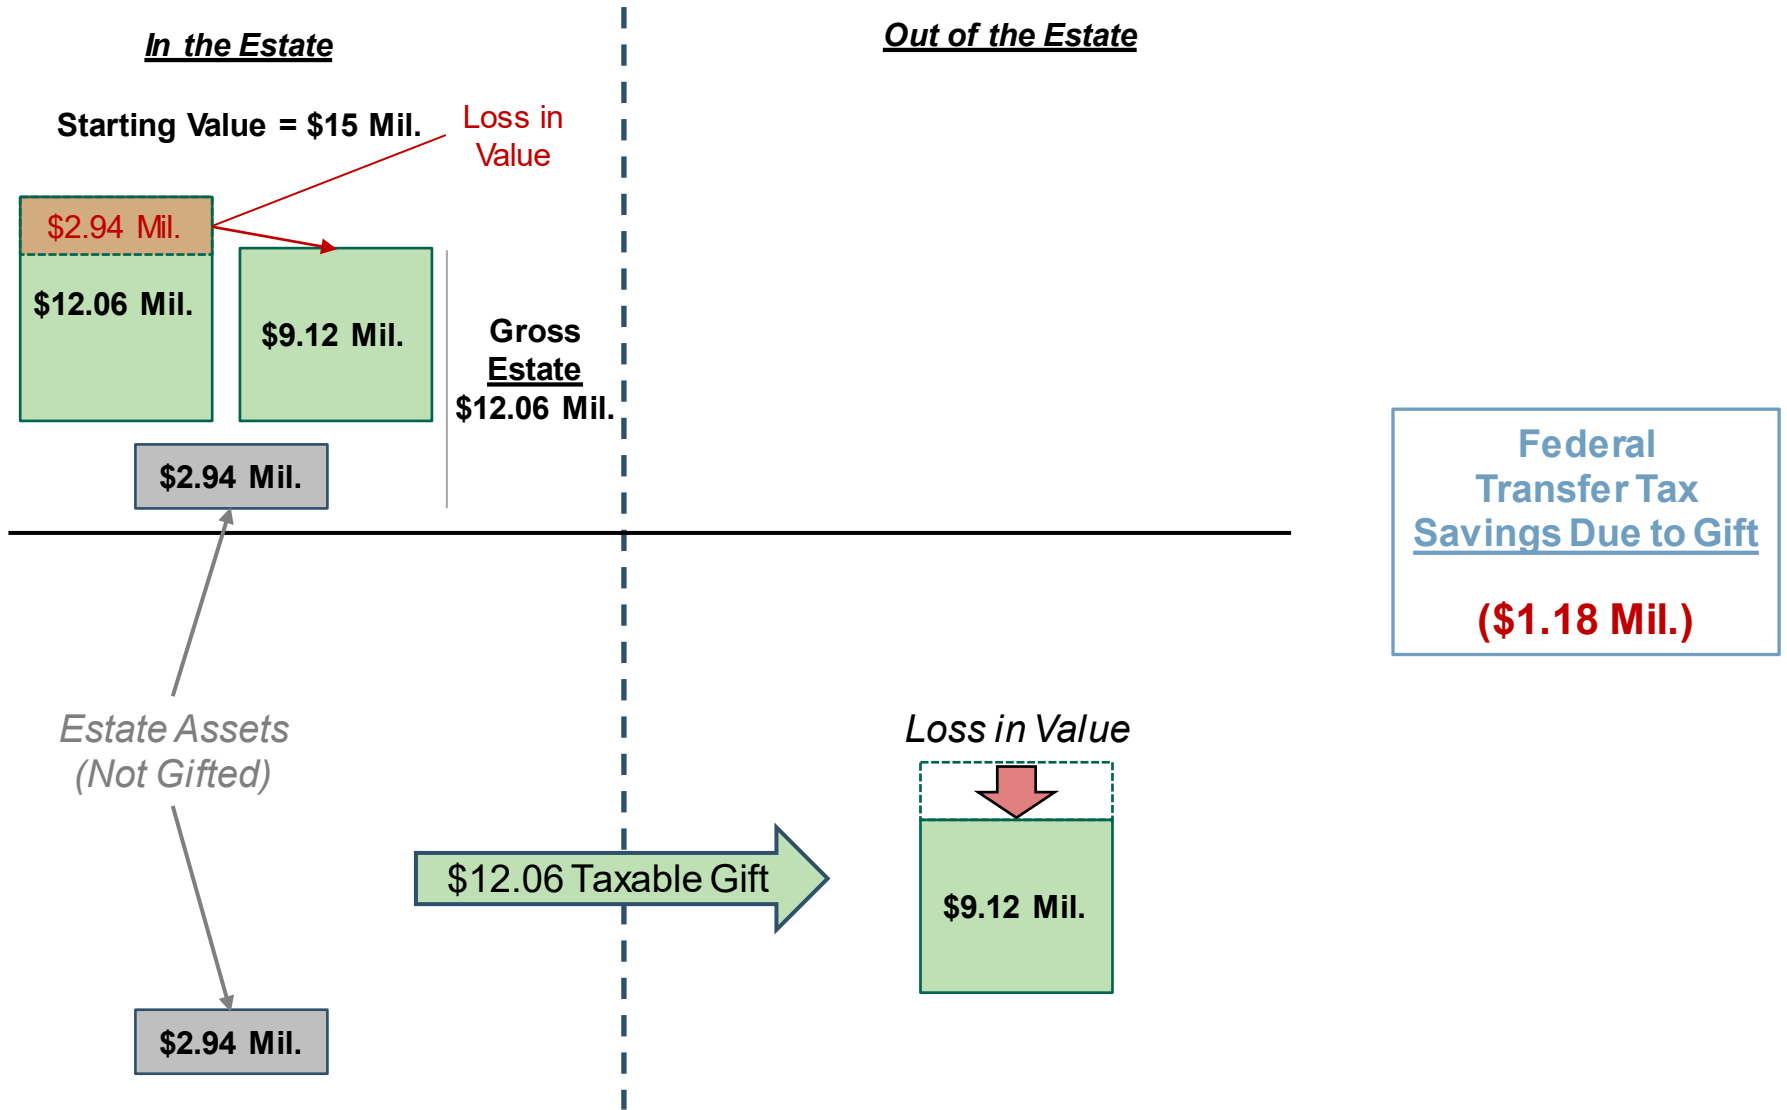 In the Estate
Out of the Estate
Starting Value = $15 Mil.
Loss in
Value
$2.94 Mil.
$12.06 Mil.
$9.12 Mil.
Gross
Estate
$12.06 Mil.
$2.94 Mil.
Federal
Transfer Tax
Savings Due to Gift
($1.18 Mil.)
Estate Assets
(Not Gifted)
Loss in Value
$12.06 Taxable Gift
$9.12 Mil.
$2.94 Mil.